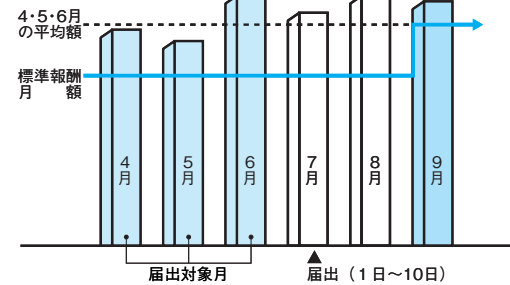 4・5・6月
の平均額
標準報酬
月　　額
4月
5月
6月
7月
8月
9月
届出対象月
届出（1日〜10日）